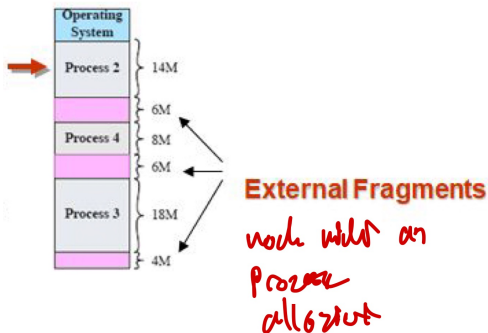 Operating
System
Process 2
14M
6M
Process 4
8M
6M
External Fragments
Process 3
18M
noch nicht an
Prozess
4M
alloziert